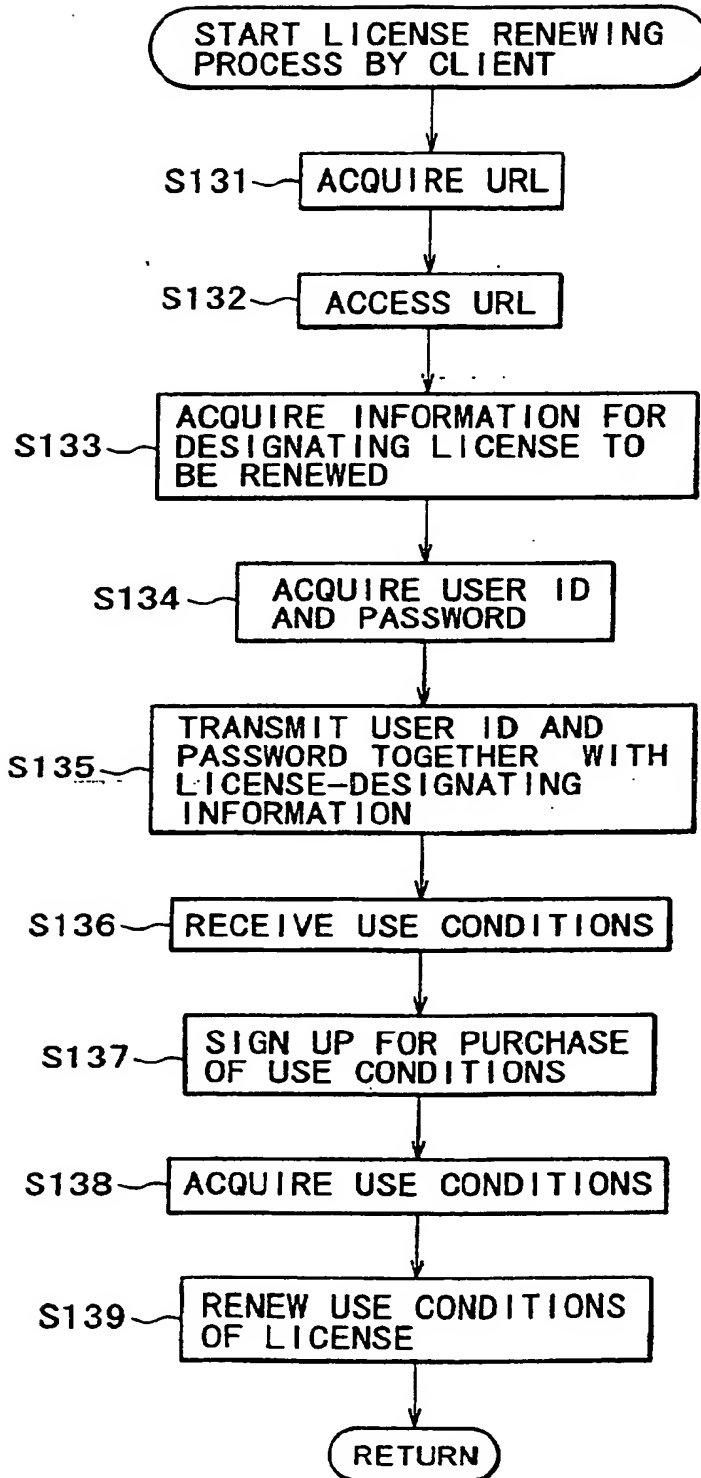 START LICENSE RENEWING
PROCESS BY CLIENT
S131
ACQUIRE URL
S132
ACCESS URL
S133
ACQUIRE INFORMATION FOR
DESIGNATING LICENSE TO
BE RENEWED
S134
ACQUIRE USER ID
AND PASSWORD
S135
TRANSMIT USER ID AND
PASSWORD TOGETHER WITH
LICENSE-DESIGNATING
INFORMATION
S136
RECEIVE USE CONDITIONS
S137
SIGN UP FOR PURCHASE
OF USE CONDITIONS
S138
ACQUIRE USE CONDITIONS
S139
RENEW USE CONDITIONS
OF LICENSE
RETURN